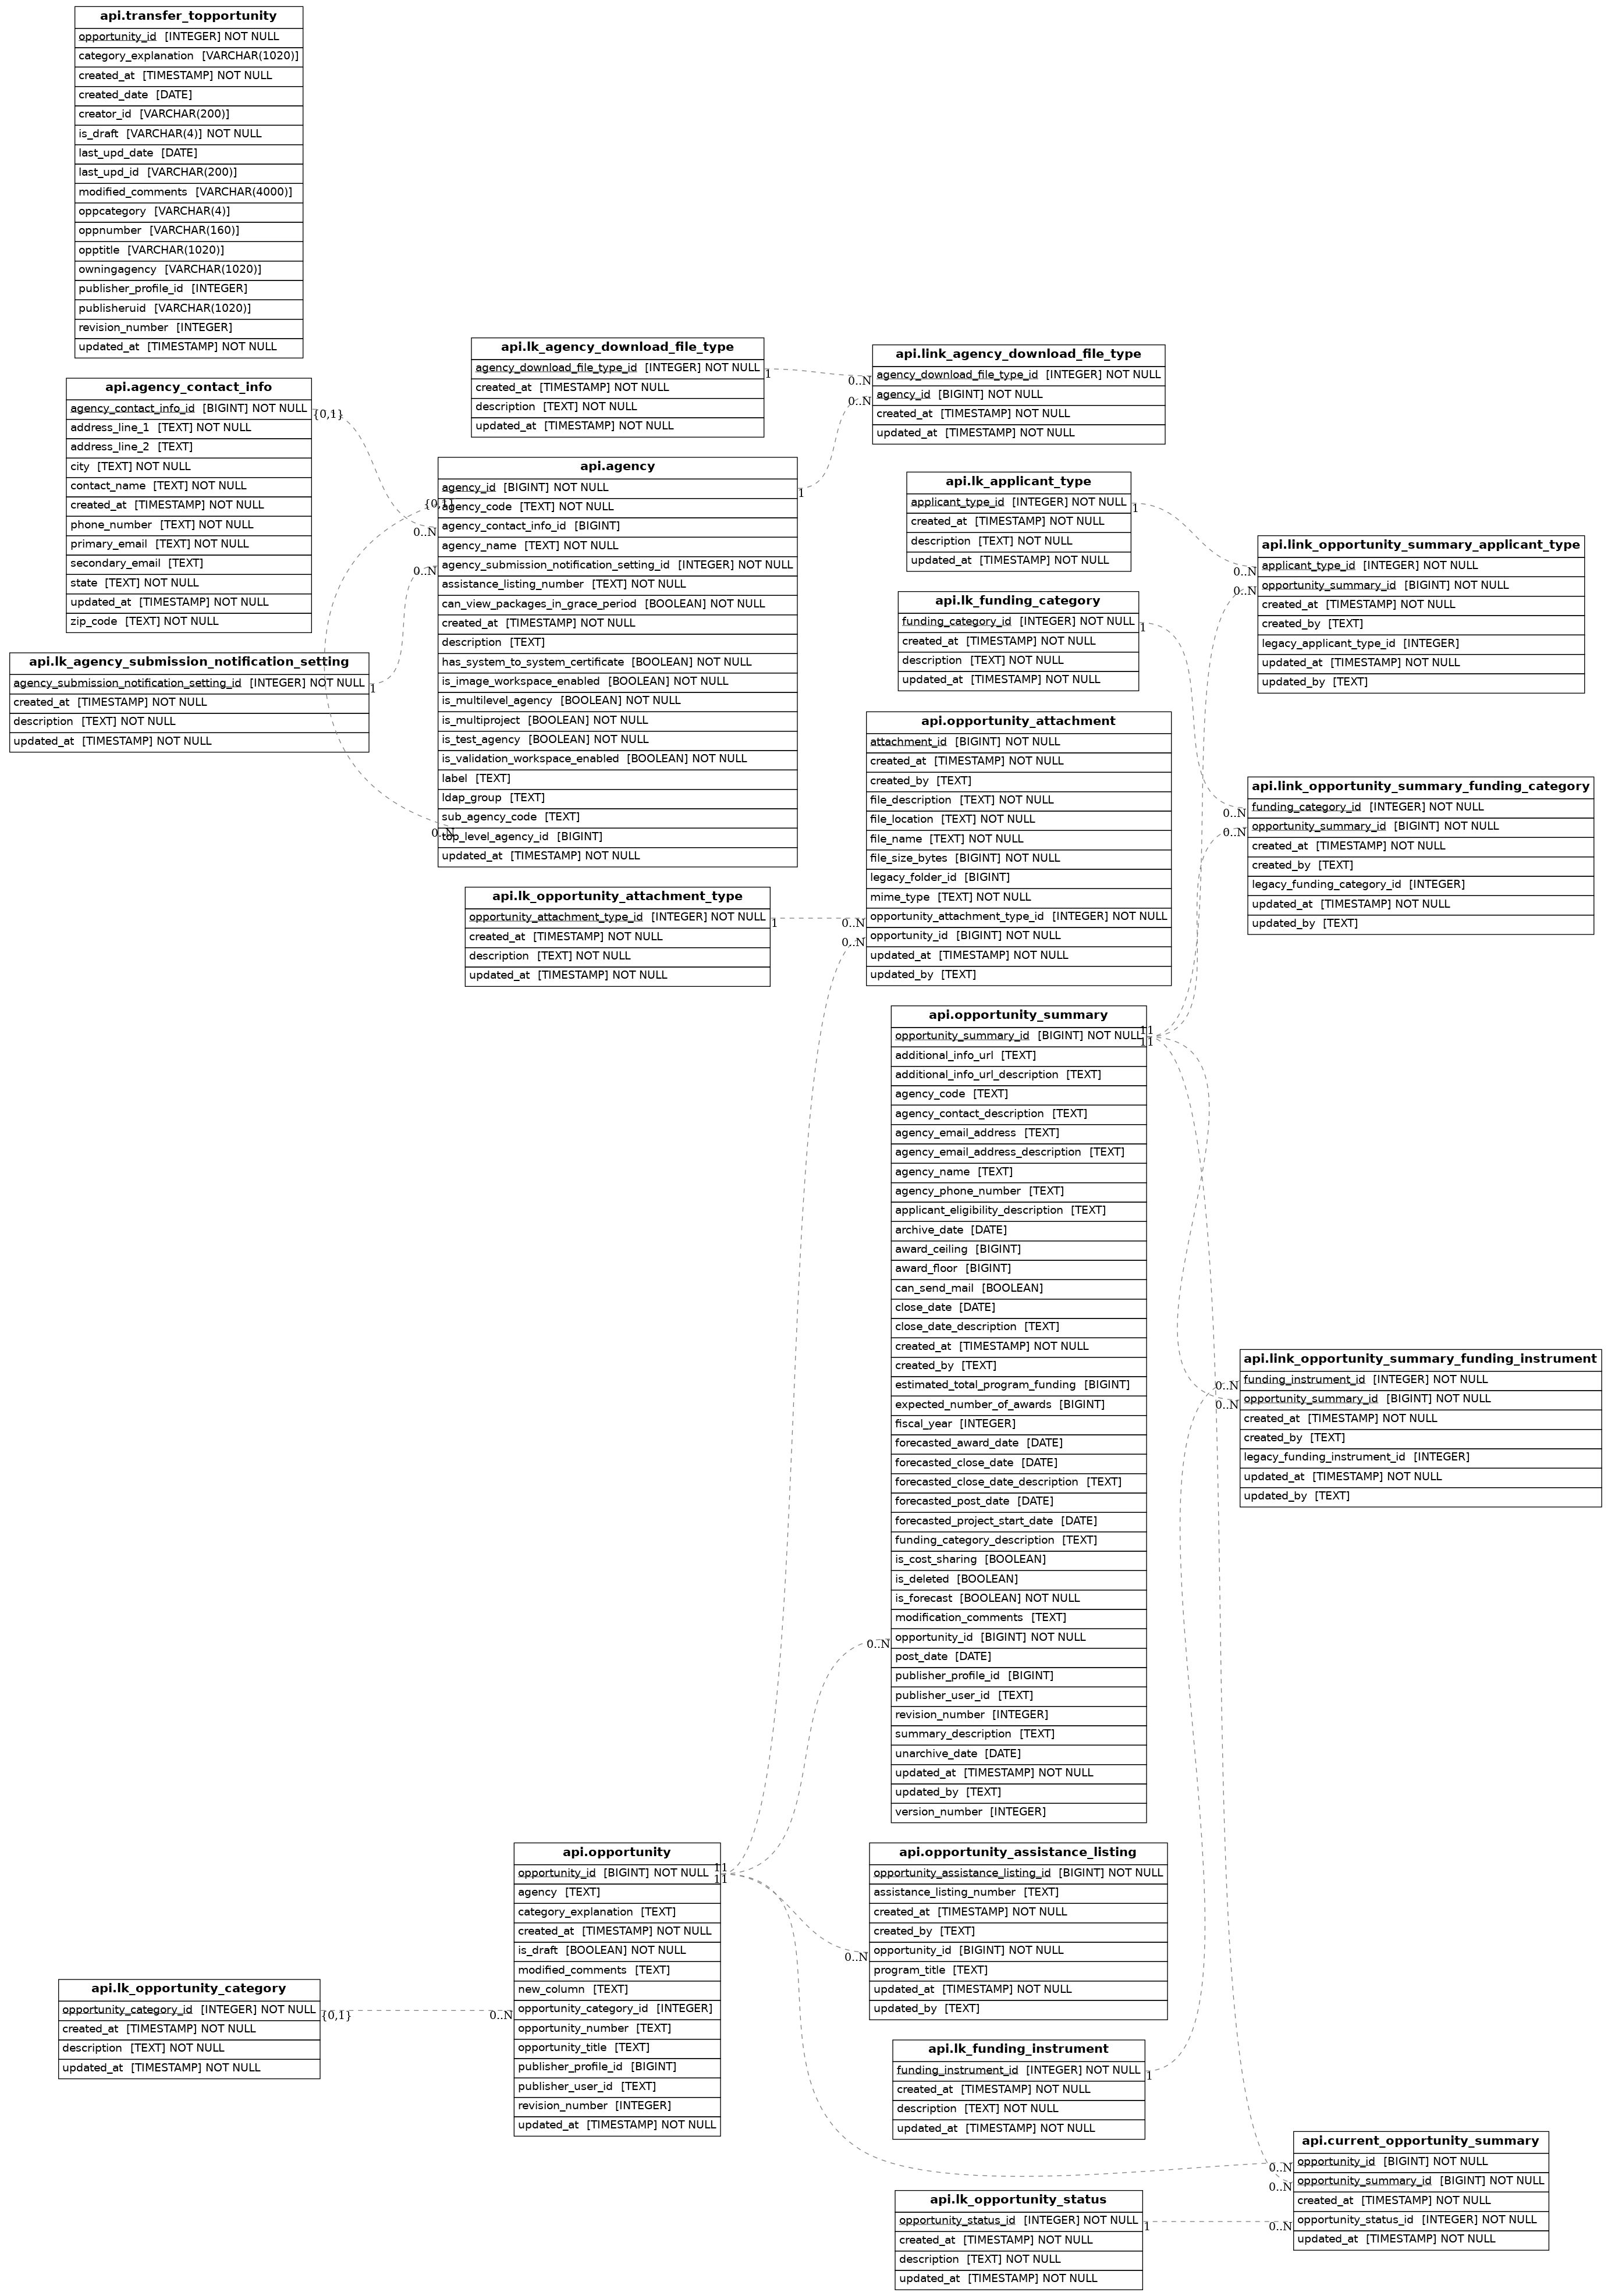 api.transfer_topportunity
opportunity_id [INTEGER] NOT NULL
category_explanation [VARCHAR(1020)]
created_at [TIMESTAMP] NOT NULL
created_date [DATE]
creator_id [VARCHAR(200)]
is_draft [VARCHAR(4)] NOT NULL
last_upd_date [DATE]
last_upd_id [VARCHAR(200)]
modified_comments [VARCHAR(4000)]
oppcategory [VARCHAR(4)]
oppnumber [VARCHAR(160)]
opptitle [VARCHAR(1020)]
owningagency [VARCHAR(1020)]
publisher_profile_id [INTEGER]
publisheruid [VARCHAR(1020)]
revision_number [INTEGER]
updated_at [TIMESTAMP] NOT NULL
api.agency_contact_info
agency_contact_info_id [BIGINT] NOT NULL
address_line_1 [TEXT] NOT NULL
address_line_2 [TEXT]
city [TEXT] NOT NULL
contact_name [TEXT] NOT NULL
created_at [TIMESTAMP] NOT NULL
phone_number [TEXT] NOT NULL
primary_email [TEXT] NOT NULL
secondary_email [TEXT]
state [TEXT] NOT NULL
updated_at [TIMESTAMP] NOT NULL
zip_code [TEXT] NOT NULL
{0,1}
api.lk_agency_submission_notification_setting
agency_submission_notification_setting_id [INTEGER] NOT NULL
created_at [TIMESTAMP] NOT NULL
description [TEXT] NOT NULL
updated_at [TIMESTAMP] NOT NULL
1
api.lk_agency_download_file_type
agency_download_file_type_id [INTEGER] NOT NULL
created_at [TIMESTAMP] NOT NULL
description [TEXT] NOT NULL
updated_at [TIMESTAMP] NOT NULL
1
api.link_agency_download_file_type
agency_download_file_type_id [INTEGER] NOT NULL
agency_id [BIGINT] NOT NULL
created_at [TIMESTAMP] NOT NULL
updated_at [TIMESTAMP] NOT NULL
0..N
0..N
api.agency
agency_id [BIGINT] NOT NULL
agency_code [TEXT] NOT NULL
agency_contact_info_id [BIGINT]
agency_name [TEXT] NOT NULL
agency_submission_notification_setting_id [INTEGER] NOT NULL
assistance_listing_number [TEXT] NOT NULL
can_view_packages_in_grace_period [BOOLEAN] NOT NULL
created_at [TIMESTAMP] NOT NULL
description [TEXT]
has_system_to_system_certificate [BOOLEAN] NOT NULL
is_image_workspace_enabled [BOOLEAN] NOT NULL
is_multilevel_agency [BOOLEAN] NOT NULL
is_multiproject [BOOLEAN] NOT NULL
is_test_agency [BOOLEAN] NOT NULL
is_validation_workspace_enabled [BOOLEAN] NOT NULL
label [TEXT]
ldap_group [TEXT]
sub_agency_code [TEXT]
top_level_agency_id [BIGINT]
updated_at [TIMESTAMP] NOT NULL
1
{0,1}
0..N
0..N
0..N
api.lk_applicant_type
applicant_type_id [INTEGER] NOT NULL
created_at [TIMESTAMP] NOT NULL
description [TEXT] NOT NULL
updated_at [TIMESTAMP] NOT NULL
1
api.link_opportunity_summary_applicant_type
applicant_type_id [INTEGER] NOT NULL
opportunity_summary_id [BIGINT] NOT NULL
created_at [TIMESTAMP] NOT NULL
created_by [TEXT]
legacy_applicant_type_id [INTEGER]
updated_at [TIMESTAMP] NOT NULL
updated_by [TEXT]
0..N
0..N
api.lk_funding_category
funding_category_id [INTEGER] NOT NULL
created_at [TIMESTAMP] NOT NULL
description [TEXT] NOT NULL
updated_at [TIMESTAMP] NOT NULL
1
api.opportunity_attachment
attachment_id [BIGINT] NOT NULL
created_at [TIMESTAMP] NOT NULL
created_by [TEXT]
file_description [TEXT] NOT NULL
file_location [TEXT] NOT NULL
file_name [TEXT] NOT NULL
file_size_bytes [BIGINT] NOT NULL
legacy_folder_id [BIGINT]
mime_type [TEXT] NOT NULL
opportunity_attachment_type_id [INTEGER] NOT NULL
opportunity_id [BIGINT] NOT NULL
updated_at [TIMESTAMP] NOT NULL
updated_by [TEXT]
0..N
0..N
api.link_opportunity_summary_funding_category
funding_category_id [INTEGER] NOT NULL
opportunity_summary_id [BIGINT] NOT NULL
created_at [TIMESTAMP] NOT NULL
created_by [TEXT]
legacy_funding_category_id [INTEGER]
updated_at [TIMESTAMP] NOT NULL
updated_by [TEXT]
0..N
0..N
api.lk_opportunity_attachment_type
opportunity_attachment_type_id [INTEGER] NOT NULL
created_at [TIMESTAMP] NOT NULL
description [TEXT] NOT NULL
updated_at [TIMESTAMP] NOT NULL
1
api.opportunity_summary
opportunity_summary_id [BIGINT] NOT NULL
additional_info_url [TEXT]
additional_info_url_description [TEXT]
agency_code [TEXT]
agency_contact_description [TEXT]
agency_email_address [TEXT]
agency_email_address_description [TEXT]
agency_name [TEXT]
agency_phone_number [TEXT]
applicant_eligibility_description [TEXT]
archive_date [DATE]
award_ceiling [BIGINT]
award_floor [BIGINT]
can_send_mail [BOOLEAN]
close_date [DATE]
close_date_description [TEXT]
created_at [TIMESTAMP] NOT NULL
created_by [TEXT]
estimated_total_program_funding [BIGINT]
expected_number_of_awards [BIGINT]
fiscal_year [INTEGER]
forecasted_award_date [DATE]
forecasted_close_date [DATE]
forecasted_close_date_description [TEXT]
forecasted_post_date [DATE]
forecasted_project_start_date [DATE]
funding_category_description [TEXT]
is_cost_sharing [BOOLEAN]
is_deleted [BOOLEAN]
is_forecast [BOOLEAN] NOT NULL
modification_comments [TEXT]
opportunity_id [BIGINT] NOT NULL
post_date [DATE]
publisher_profile_id [BIGINT]
publisher_user_id [TEXT]
revision_number [INTEGER]
summary_description [TEXT]
unarchive_date [DATE]
updated_at [TIMESTAMP] NOT NULL
updated_by [TEXT]
version_number [INTEGER]
11
11
0..N
api.link_opportunity_summary_funding_instrument
funding_instrument_id [INTEGER] NOT NULL
opportunity_summary_id [BIGINT] NOT NULL
created_at [TIMESTAMP] NOT NULL
created_by [TEXT]
legacy_funding_instrument_id [INTEGER]
updated_at [TIMESTAMP] NOT NULL
updated_by [TEXT]
0..N
0..N
api.opportunity
opportunity_id [BIGINT] NOT NULL
agency [TEXT]
category_explanation [TEXT]
created_at [TIMESTAMP] NOT NULL
is_draft [BOOLEAN] NOT NULL
modified_comments [TEXT]
new_column [TEXT]
opportunity_category_id [INTEGER]
opportunity_number [TEXT]
opportunity_title [TEXT]
publisher_profile_id [BIGINT]
publisher_user_id [TEXT]
revision_number [INTEGER]
updated_at [TIMESTAMP] NOT NULL
11
11
0..N
api.opportunity_assistance_listing
opportunity_assistance_listing_id [BIGINT] NOT NULL
assistance_listing_number [TEXT]
created_at [TIMESTAMP] NOT NULL
created_by [TEXT]
opportunity_id [BIGINT] NOT NULL
program_title [TEXT]
updated_at [TIMESTAMP] NOT NULL
updated_by [TEXT]
0..N
api.lk_opportunity_category
opportunity_category_id [INTEGER] NOT NULL
created_at [TIMESTAMP] NOT NULL
description [TEXT] NOT NULL
updated_at [TIMESTAMP] NOT NULL
{0,1}
api.lk_funding_instrument
funding_instrument_id [INTEGER] NOT NULL
created_at [TIMESTAMP] NOT NULL
description [TEXT] NOT NULL
updated_at [TIMESTAMP] NOT NULL
1
api.current_opportunity_summary
opportunity_id [BIGINT] NOT NULL
opportunity_summary_id [BIGINT] NOT NULL
created_at [TIMESTAMP] NOT NULL
opportunity_status_id [INTEGER] NOT NULL
updated_at [TIMESTAMP] NOT NULL
0..N
0..N
0..N
api.lk_opportunity_status
opportunity_status_id [INTEGER] NOT NULL
created_at [TIMESTAMP] NOT NULL
description [TEXT] NOT NULL
updated_at [TIMESTAMP] NOT NULL
1